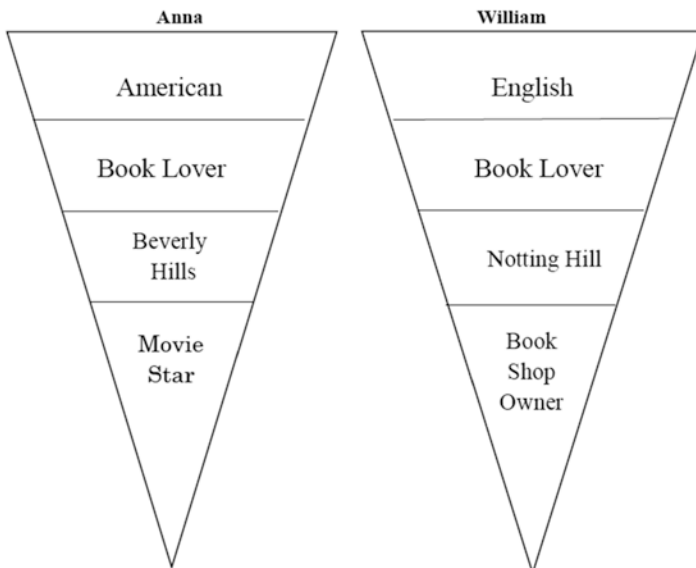 Anna
American
Book Lover
Beverly
Hills
Movie
Star
William
English
Book Lover
Notting Hill
Book
Shop
Owner